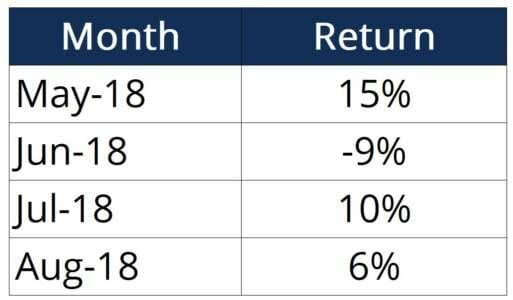 Month Return
May-18 15%
Jun-18 -9%
Jul-18 10%
Aug-18 6%